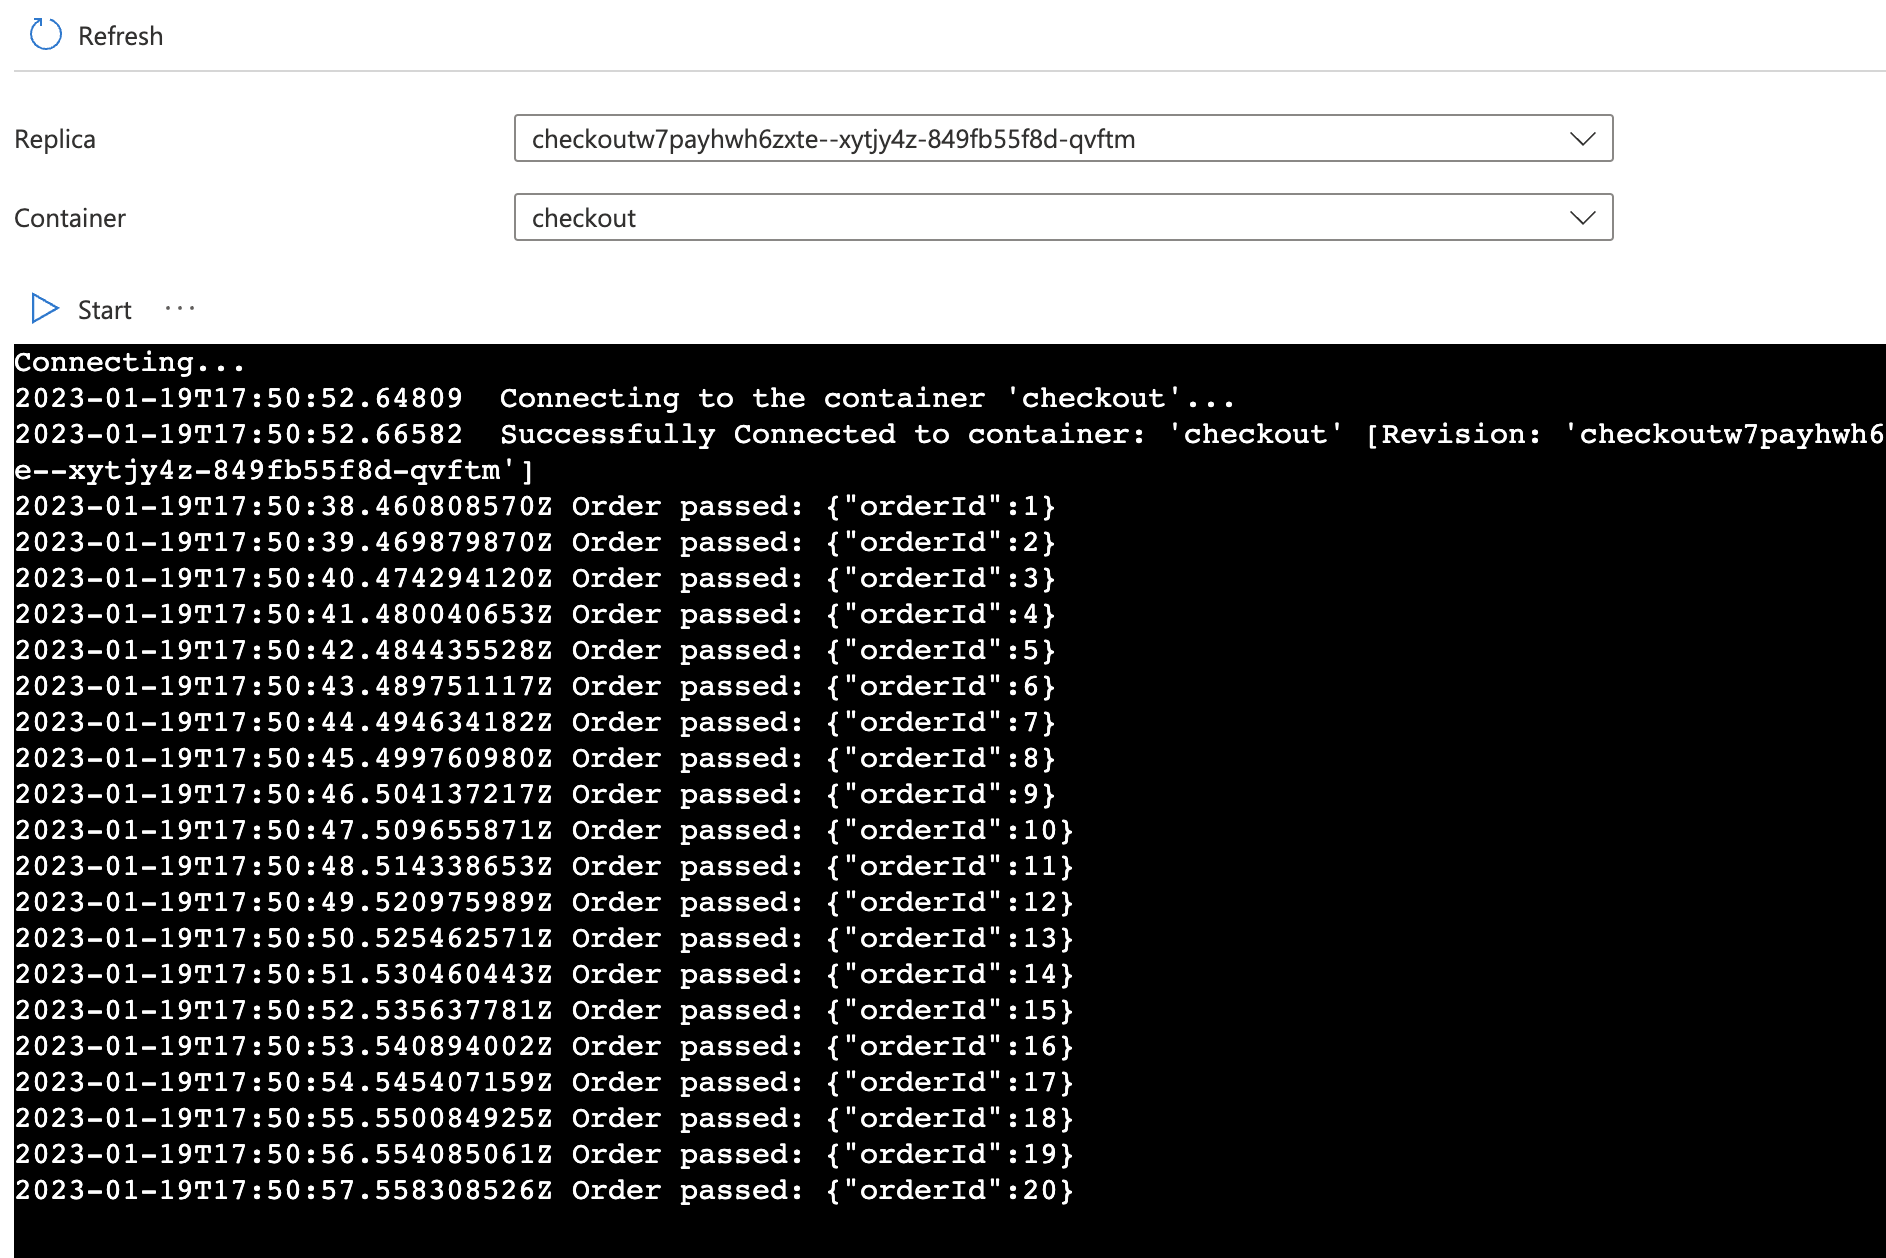 Refresh
Replica
checkoutw7payhwh6zxte--xytjy4z-849fb55f8d-qvftm
Container
checkout
Start ···
Connecting...
2023-01-19T17:50:52.64809  Connecting to the container 'checkout'...
2023-01-19T17:50:52.66582  Successfully Connected to container: 'checkout' [Revision: 'checkoutw7payhwh6
e--xytjy4z-849fb55f8d-qvftm']
2023-01-19T17:50:38.460808570Z Order passed: {"orderId":1}
2023-01-19T17:50:39.469879870Z Order passed: {"orderId":2}
2023-01-19T17:50:40.474294120Z Order passed: {"orderId":3}
2023-01-19T17:50:41.480040653Z Order passed: {"orderId":4}
2023-01-19T17:50:42.484435528Z Order passed: {"orderId":5}
2023-01-19T17:50:43.489751117Z Order passed: {"orderId":6}
2023-01-19T17:50:44.494634182Z Order passed: {"orderId":7}
2023-01-19T17:50:45.499760980Z Order passed: {"orderId":8}
2023-01-19T17:50:46.504137217Z Order passed: {"orderId":9}
2023-01-19T17:50:47.509655871Z Order passed: {"orderId":10}
2023-01-19T17:50:48.514338653Z Order passed: {"orderId":11}
2023-01-19T17:50:49.520975989Z Order passed: {"orderId":12}
2023-01-19T17:50:50.525462571Z Order passed: {"orderId":13}
2023-01-19T17:50:51.530460443Z Order passed: {"orderId":14}
2023-01-19T17:50:52.535637781Z Order passed: {"orderId":15}
2023-01-19T17:50:53.540894002Z Order passed: {"orderId":16}
2023-01-19T17:50:54.545407159Z Order passed: {"orderId":17}
2023-01-19T17:50:55.550084925Z Order passed: {"orderId":18}
2023-01-19T17:50:56.554085061Z Order passed: {"orderId":19}
2023-01-19T17:50:57.558308526Z Order passed: {"orderId":20}